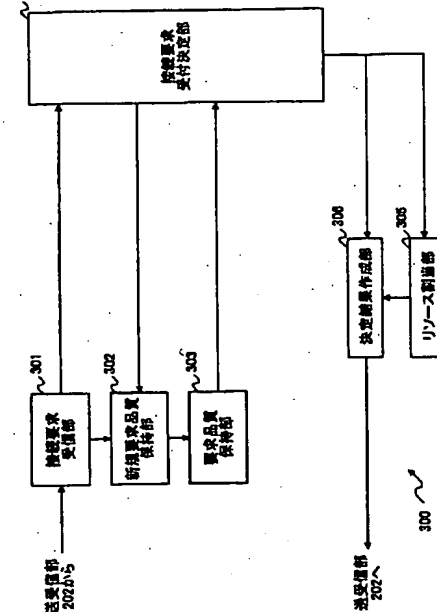 送受信部
202から
301
接続要求
受信部
302
新規要求品質
保持部
303
要求品質
保持部
接続要求
受付決定部
306
決定結果作成部
305
リソース割当部
送受信部
202へ
300